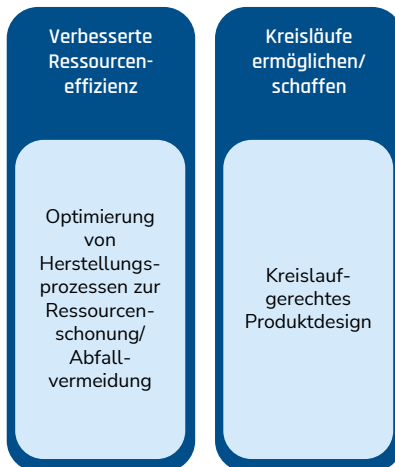 Verbesserte
Ressourcen-
effizienz
Optimierung
von
Herstellungs-
prozessen zur
Ressourcen-
schonung/
Abfall-
vermeidung
Kreisläufe
ermöglichen/
schaffen
Kreislauf-
gerechtes
Produktdesign